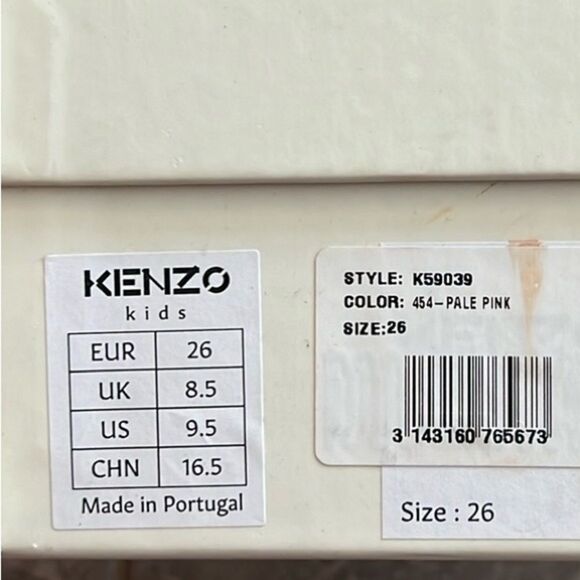 KENZO
kids
EUR 26
UK 8.5
US 9.5
CHN 16.5
Made in Portugal
STYLE: K59039
COLOR: 454-PALE PINK
SIZE:26
3 143160 765673
Size : 26